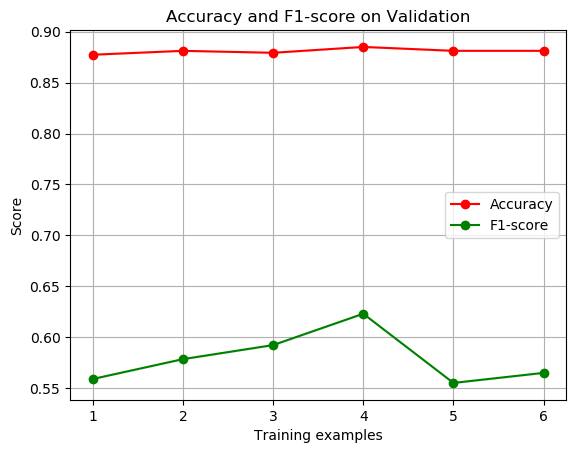 Accuracy and F1-score on Validation
0.90
0.85
0.80
0.75
0.70
0.65
0.60
0.55
Score
Accuracy
F1-score
1 2 3 4 5 6
Training examples